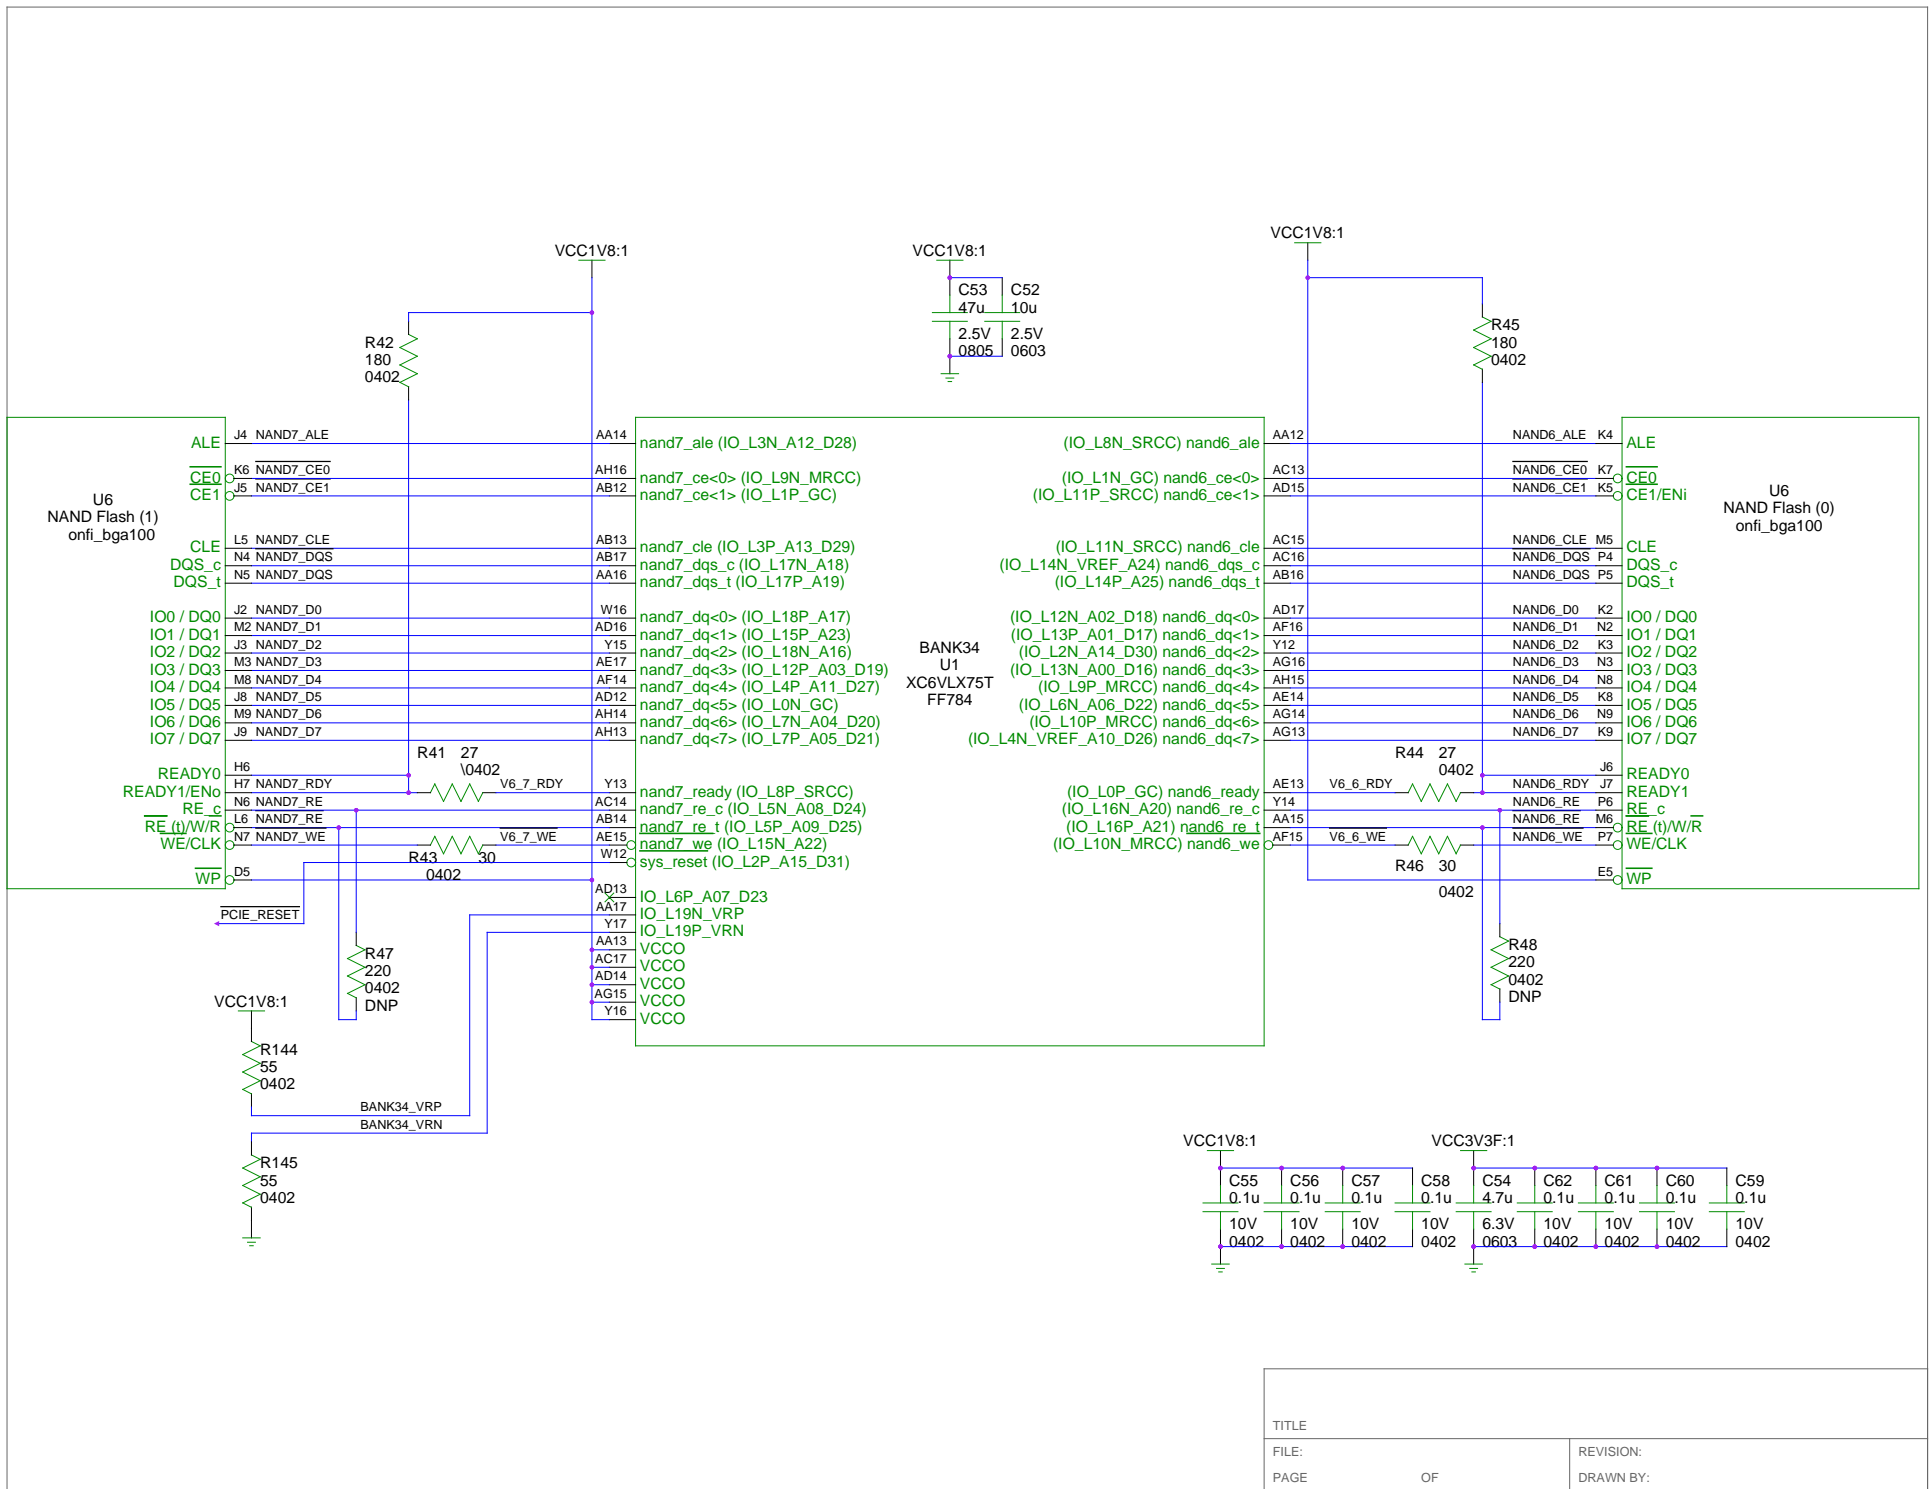 VCC1V8:1
VCC1V8:1
VCC1V8:1
C53
47u
2.5V
0805
C52
10u
2.5V
0603
R42
180
0402
R45
180
0402
U6
NAND Flash (1)
onfi_bga100
ALE
CE0
CE1
CLE
DQS_c
DQS_t
IO0 / DQ0
IO1 / DQ1
IO2 / DQ2
IO3 / DQ3
IO4 / DQ4
IO5 / DQ5
IO6 / DQ6
IO7 / DQ7
READY0
READY1/ENo
RE_c
RE (t)/W/R
WE/CLK
WP
J4 NAND7_ALE
K6 NAND7_CE0
J5 NAND7_CE1
L5 NAND7_CLE
N4 NAND7_DQS
N5 NAND7_DQS
J2 NAND7_D0
M2 NAND7_D1
J3 NAND7_D2
M3 NAND7_D3
M8 NAND7_D4
J8 NAND7_D5
M9 NAND7_D6
J9 NAND7_D7
H6
H7 NAND7_RDY
N6 NAND7_RE
L6 NAND7_RE
N7 NAND7_WE
D5
R41 27
\0402
V6_7_RDY
V6_7_WE
R43 30
0402
PCIE_RESET
AA14 nand7_ale (IO_L3N_A12_D28)
AH16 nand7_ce<0> (IO_L9N_MRCC)
AB12 nand7_ce<1> (IO_L1P_GC)
AB13 nand7_cle (IO_L3P_A13_D29)
AB17 nand7_dqs_c (IO_L17N_A18)
AA16 nand7_dqs_t (IO_L17P_A19)
W16 nand7_dq<0> (IO_L18P_A17)
AD16 nand7_dq<1> (IO_L15P_A23)
Y15 nand7_dq<2> (IO_L18N_A16)
AE17 nand7_dq<3> (IO_L12P_A03_D19)
AF14 nand7_dq<4> (IO_L4P_A11_D27)
AD12 nand7_dq<5> (IO_L0N_GC)
AH14 nand7_dq<6> (IO_L7N_A04_D20)
AH13 nand7_dq<7> (IO_L7P_A05_D21)
Y13 nand7_ready (IO_L8P_SRCC)
AC14 nand7_re_c (IO_L5N_A08_D24)
AB14 nand7_re_t (IO_L5P_A09_D25)
AE15 nand7_we (IO_L15N_A22)
W12 sys_reset (IO_L2P_A15_D31)
AD13 IO_L6P_A07_D23
AA17 IO_L19N_VRP
Y17 IO_L19P_VRN
AA13 VCCO
AC17 VCCO
AD14 VCCO
AG15 VCCO
Y16 VCCO
BANK34
U1
XC6VLX75T
FF784
(IO_L8N_SRCC) nand6_ale AA12
(IO_L1N_GC) nand6_ce<0> AC13
(IO_L11P_SRCC) nand6_ce<1> AD15
(IO_L11N_SRCC) nand6_cle AC15
(IO_L14N_VREF_A24) nand6_dqs_c AC16
(IO_L14P_A25) nand6_dqs_t AB16
(IO_L12N_A02_D18) nand6_dq<0> AD17
(IO_L13P_A01_D17) nand6_dq<1> AF16
(IO_L2N_A14_D30) nand6_dq<2> Y12
(IO_L13N_A00_D16) nand6_dq<3> AG16
(IO_L9P_MRCC) nand6_dq<4> AH15
(IO_L6N_A06_D22) nand6_dq<5> AE14
(IO_L10P_MRCC) nand6_dq<6> AG14
(IO_L4N_VREF_A10_D26) nand6_dq<7> AG13
(IO_L0P_GC) nand6_ready AE13
(IO_L16N_A20) nand6_re_c Y14
(IO_L16P_A21) nand6_re_t AA15
(IO_L10N_MRCC) nand6_we AF15
R44 27
0402
V6_6_RDY
V6_6_WE
R46 30
0402
NAND6_ALE K4
NAND6_CE0 K7
NAND6_CE1 K5
NAND6_CLE M5
NAND6_DQS P4
NAND6_DQS P5
NAND6_D0 K2
NAND6_D1 N2
NAND6_D2 K3
NAND6_D3 N3
NAND6_D4 N8
NAND6_D5 K8
NAND6_D6 N9
NAND6_D7 K9
J6
NAND6_RDY J7
NAND6_RE P6
NAND6_RE M6
NAND6_WE P7
E5
ALE
CE0
CE1/ENi
CLE
DQS_c
DQS_t
IO0 / DQ0
IO1 / DQ1
IO2 / DQ2
IO3 / DQ3
IO4 / DQ4
IO5 / DQ5
IO6 / DQ6
IO7 / DQ7
READY0
READY1
RE_c
RE (t)/W/R
WE/CLK
WP
U6
NAND Flash (0)
onfi_bga100
R47
220
0402
DNP
R48
220
0402
DNP
VCC1V8:1
R144
55
0402
BANK34_VRP
BANK34_VRN
R145
55
0402
VCC1V8:1
C55
0.1u
10V
0402
C56
0.1u
10V
0402
C57
0.1u
10V
0402
C58
0.1u
10V
0402
VCC3V3F:1
C54
4.7u
6.3V
0603
C62
0.1u
10V
0402
C61
0.1u
10V
0402
C60
0.1u
10V
0402
C59
0.1u
10V
0402
TITLE
FILE:
REVISION:
PAGE OF
DRAWN BY: